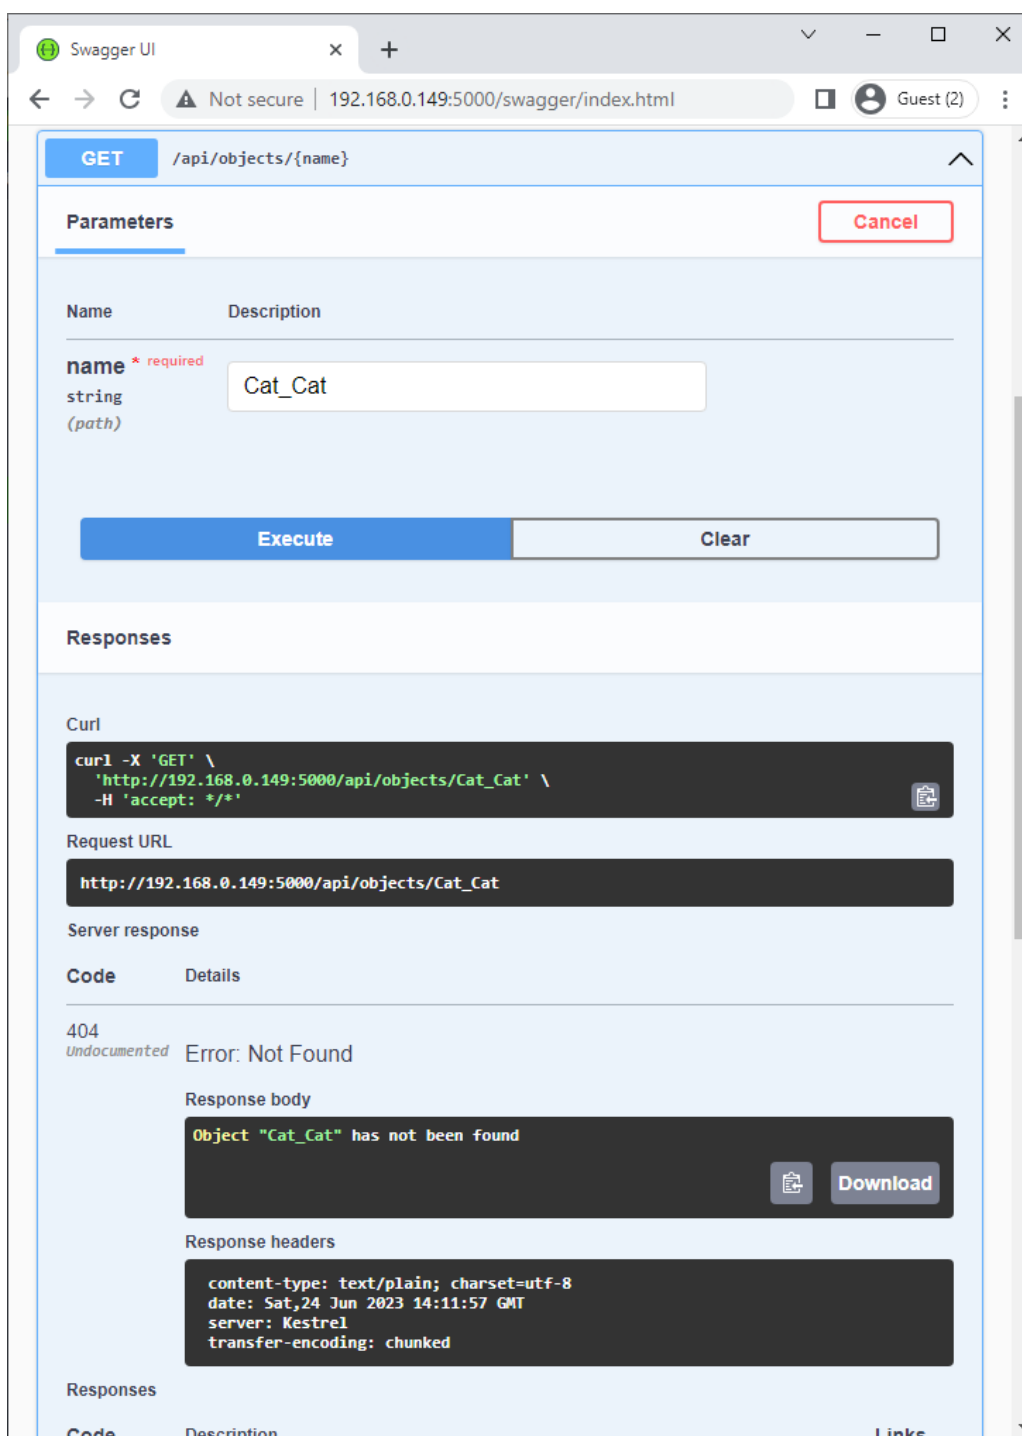 Swagger UI
Not secure | 192.168.0.149:5000/swagger/index.html
Guest (2)
GET /api/objects/{name}
Parameters
Cancel
Name Description
name * required
string
(path)
Cat_Cat
Execute
Clear
Responses
Curl
curl -X 'GET' \
'http://192.168.0.149:5000/api/objects/Cat_Cat' \
-H 'accept: */*'
Request URL
http://192.168.0.149:5000/api/objects/Cat_Cat
Server response
Code Details
404
Undocumented
Error: Not Found
Response body
Object "Cat_Cat" has not been found
Download
Response headers
content-type: text/plain; charset=utf-8
date: Sat,24 Jun 2023 14:11:57 GMT
server: Kestrel
transfer-encoding: chunked
Responses
Code Description Links